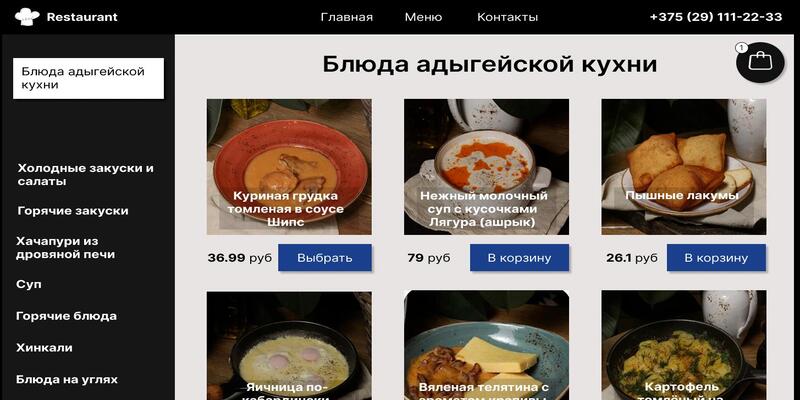 Restaurant
Главная
Меню
Контакты
+375 (29) 111-22-33
Блюда адыгейской
кухни
Холодные закуски и
салаты
Горячие закуски
Хачапури из
дровяной печи
Суп
Горячие блюда
Хинкали
Блюда на углях
Блюда адыгейской кухни
1
Куриная грудка
томленая в соусе
Шипс
36.99 руб
Выбрать
Нежный молочный
суп с кусочками
Лягура (ашрык)
79 руб
В корзину
Пышные лакумы
26.1 руб
В корзину
Яичница по-
кабардински
Вяленая телятина с
ароматом крапивы
Картофель
томлёный на